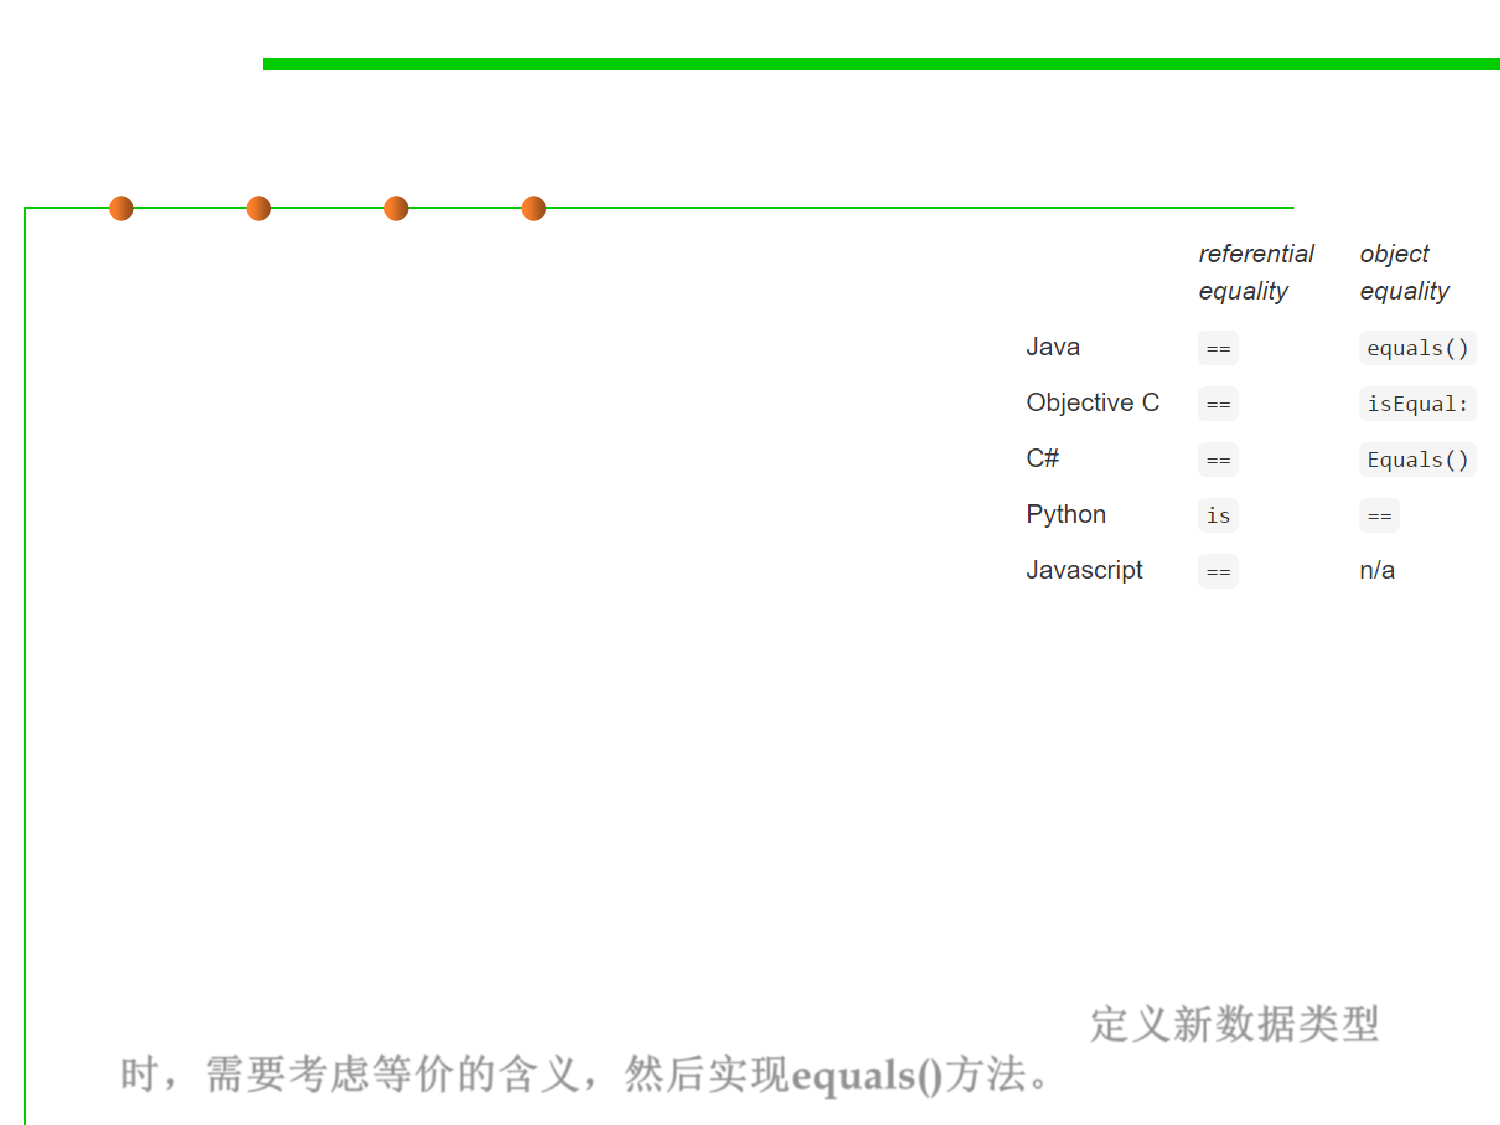 referential object
equality equality
Java == equals()
Objective C == isEqual:
C# == Equals()
Python is ==
Javascript == n/a
定义新数据类型
时，需要考虑等价的含义，然后实现equals()方法。